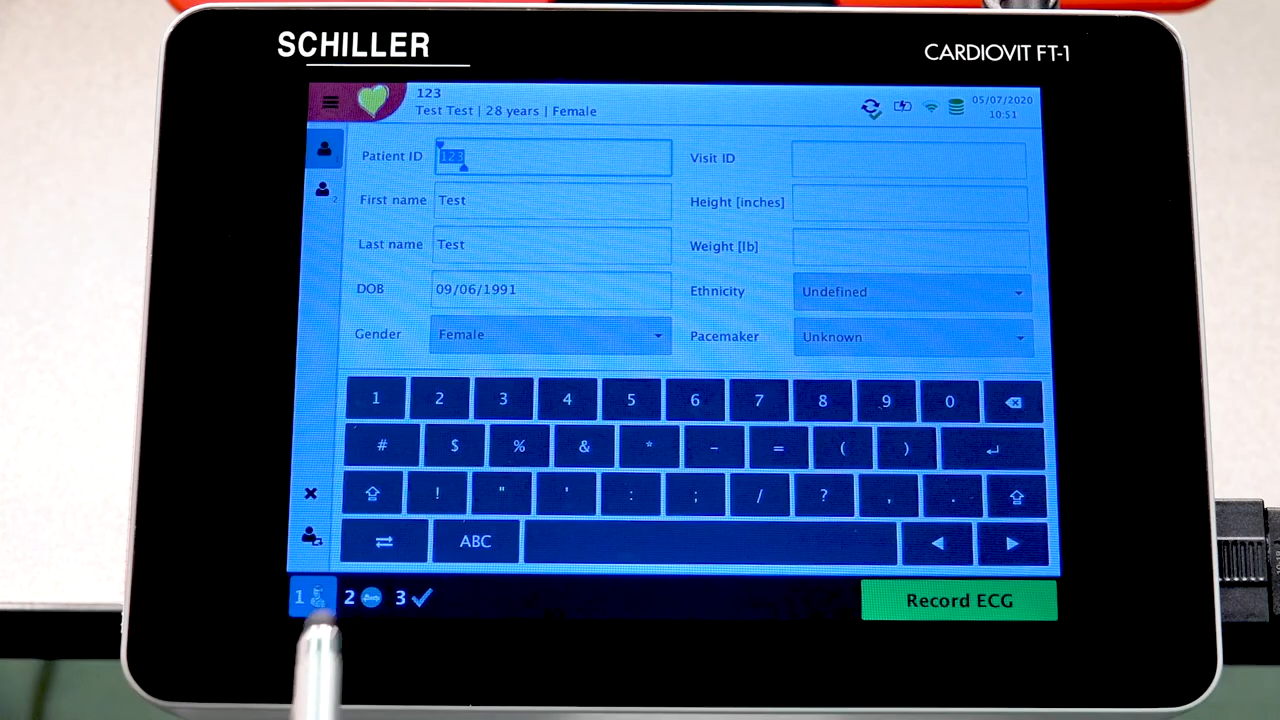 SCHILLER
CARDIOVIT FT-1
123
Test Test | 28 years | Female
05/07/2020
10:51
1
2
Patient ID 123 Visit ID
First name Test Height [inches]
Last name Test Weight [lb]
DOB 09/06/1991 Ethnicity Undefined
Gender Female Pacemaker Unknown
1 2 3 4 5 6 7 8 9 0
# $ % & * - = ( )
! " ' : ; / ? , .
ABC
1 2 3 Record ECG